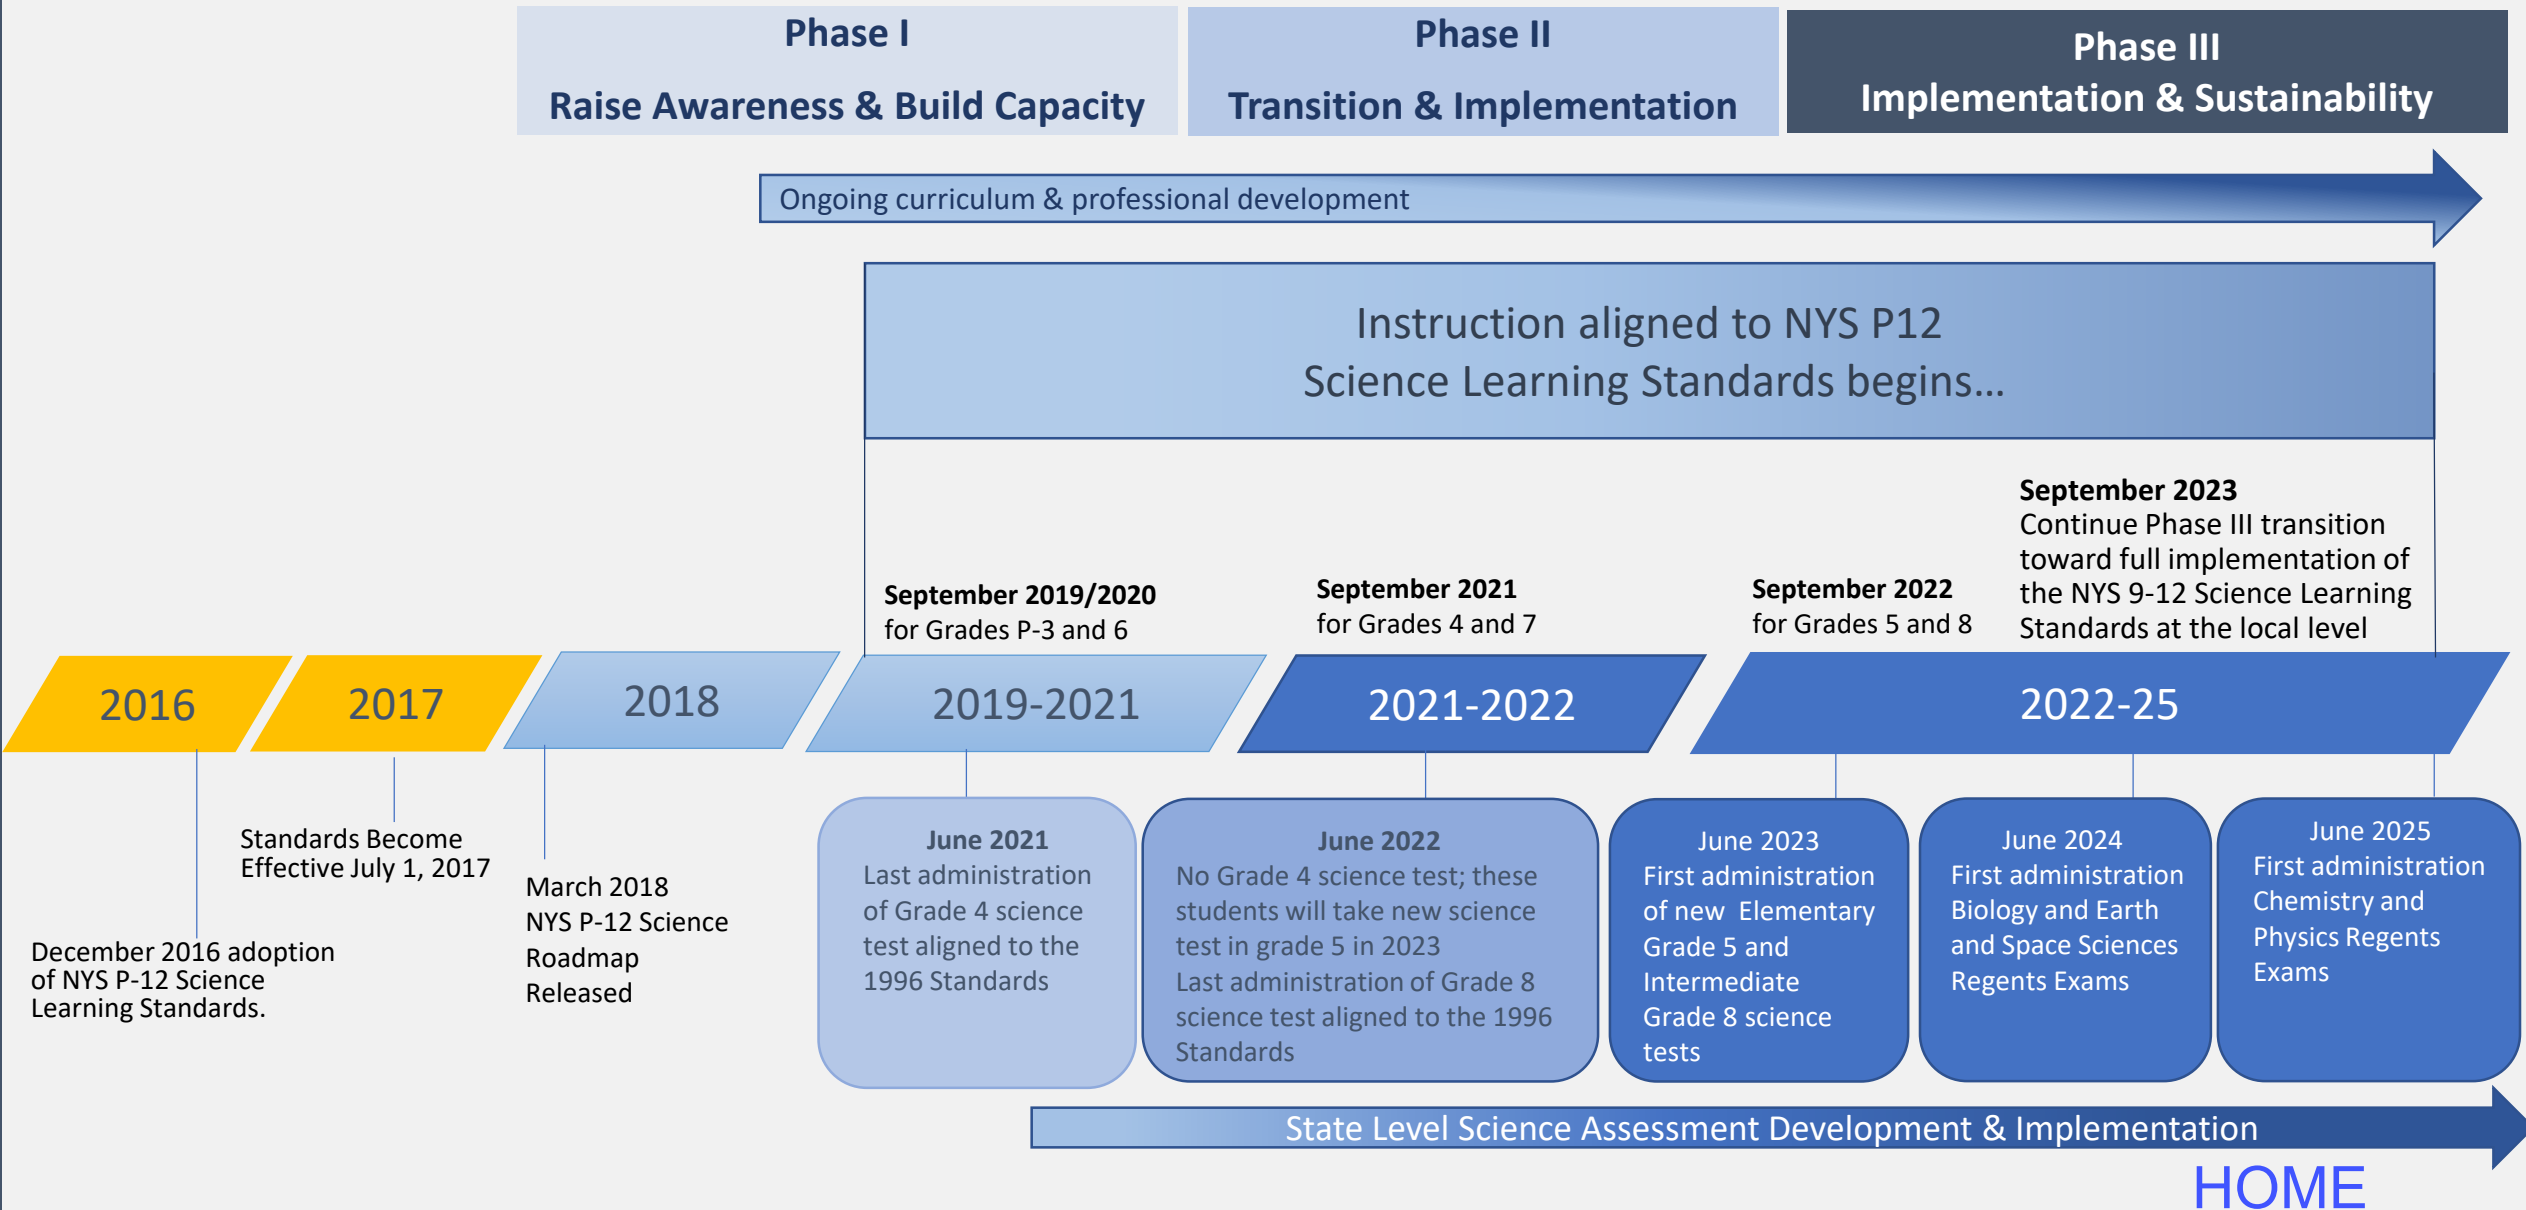 Phase I
Raise Awareness & Build Capacity
Phase II
Transition & Implementation
Phase III
Implementation & Sustainability
Ongoing curriculum & professional development
Instruction aligned to NYS P12
Science Learning Standards begins…
September 2019/2020
for Grades P-3 and 6
September 2021
for Grades 4 and 7
September 2022
for Grades 5 and 8
September 2023
Continue Phase III transition
toward full implementation of
the NYS 9-12 Science Learning
Standards at the local level
2016
2017
2018
2019-2021
2021-2022
2022-25
December 2016 adoption
of NYS P-12 Science
Learning Standards.
Standards Become
Effective July 1, 2017
March 2018
NYS P-12 Science
Roadmap
Released
June 2021
Last administration
of Grade 4 science
test aligned to the
1996 Standards
June 2022
No Grade 4 science test; these
students will take new science
test in grade 5 in 2023
Last administration of Grade 8
science test aligned to the 1996
Standards
June 2023
First administration
of new Elementary
Grade 5 and
Intermediate
Grade 8 science
tests
June 2024
First administration
Biology and Earth
and Space Sciences
Regents Exams
June 2025
First administration
Chemistry and
Physics Regents
Exams
State Level Science Assessment Development & Implementation
HOME